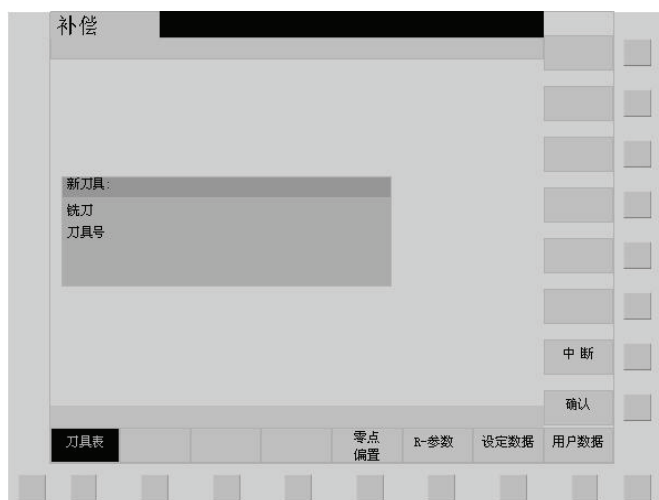 补偿
新刀具:
铣刀
刀具号
中断
确认
刀具表
零点
偏置
R-参数
设定数据
用户数据